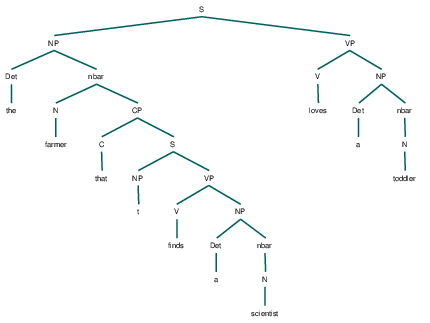 S
NP VP
Det nbar V NP
the N CP loves Det nbar
farmer C S a N
that NP VP toddler
t V NP
finds Det nbar
a N
scientist